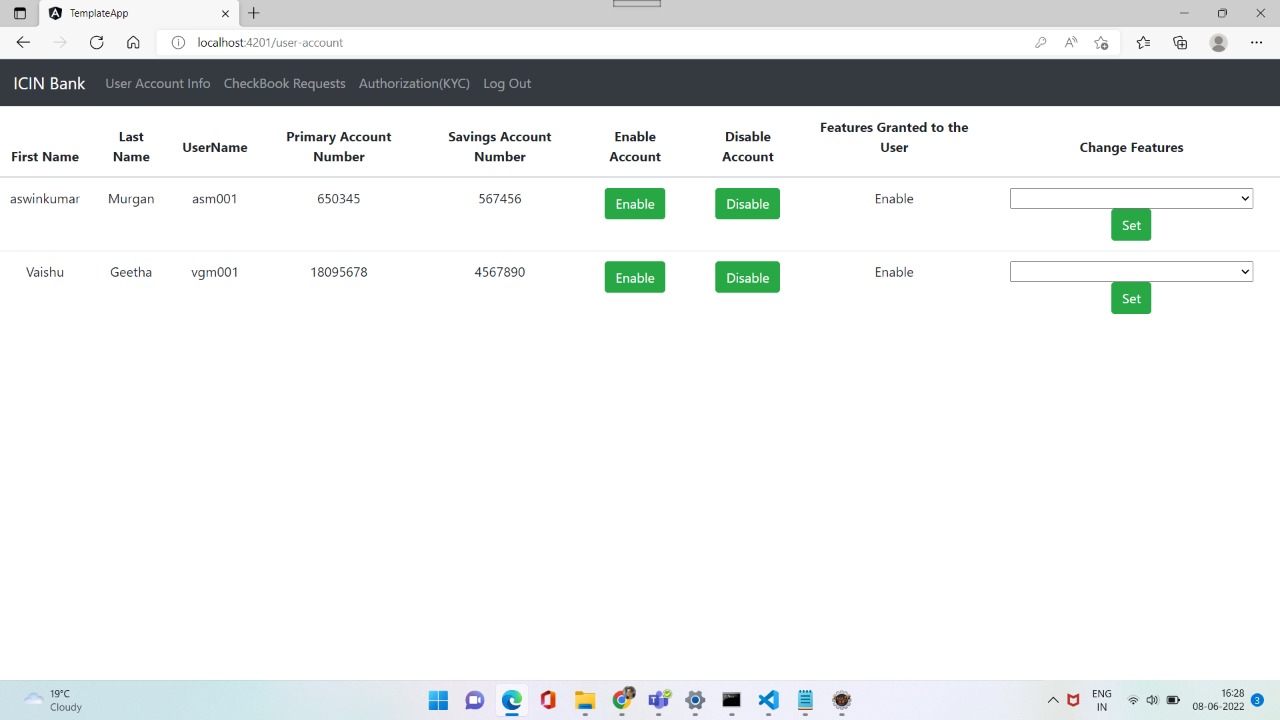 TemplateApp
localhost:4201/user-account
ICIN Bank User Account Info CheckBook Requests Authorization(KYC) Log Out
First Name Last Name UserName Primary Account Number Savings Account Number Enable Account Disable Account Features Granted to the User Change Features
aswinkumar Murgan asm001 650345 567456 Enable Disable Enable
Set
Vaishu Geetha vgm001 18095678 4567890 Enable Disable Enable
Set
19°C
Cloudy
ENG
IN
16:28
08-06-2022
3